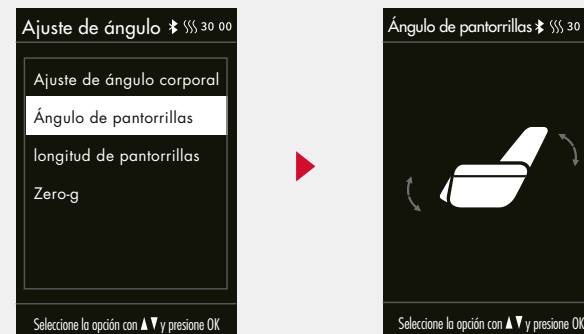 Ajuste de ángulo 30 00
Ajuste de ángulo corporal
Ángulo de pantorrillas
longitud de pantorrillas
Zero-g
Seleccione la opción con ▲▼ y presione OK
Ángulo de pantorrillas 30
Seleccione la opción con ▲▼ y presione OK